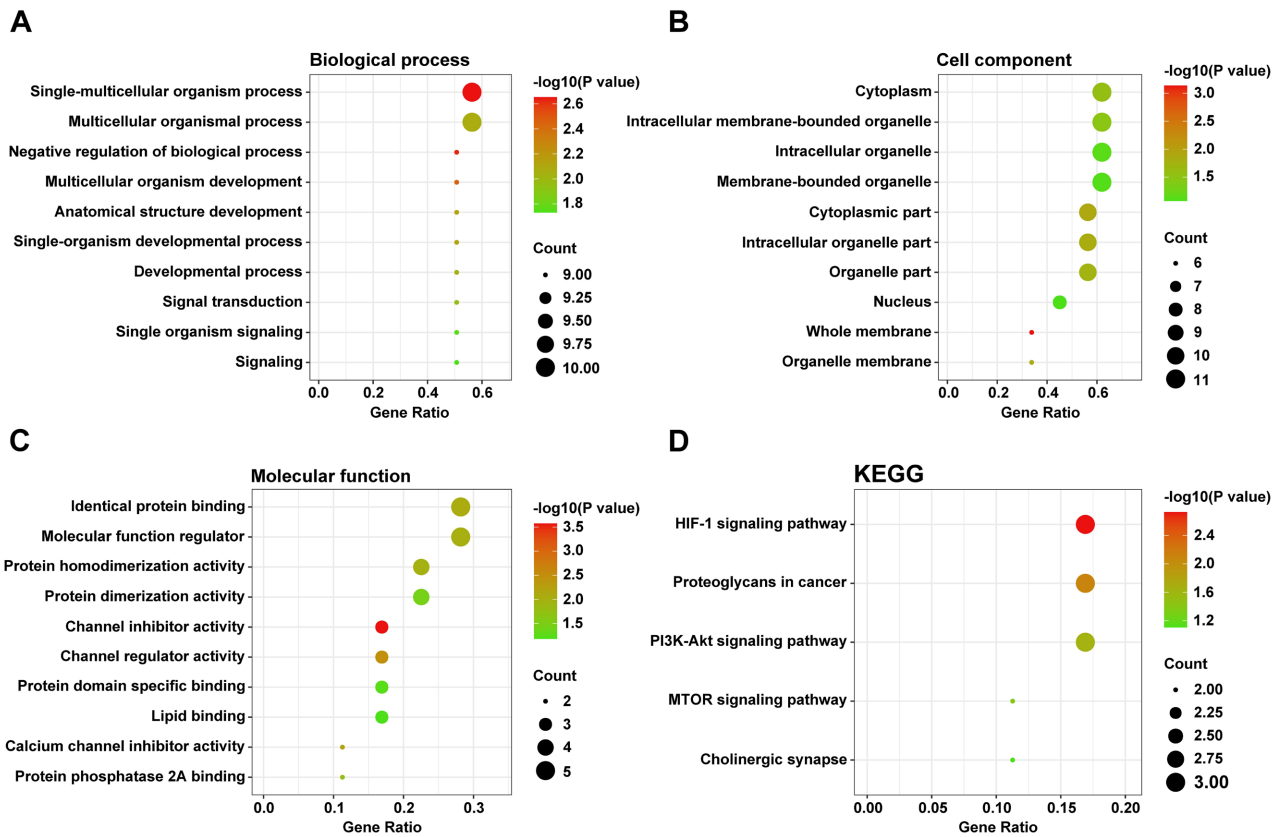 A
Biological process
Single-multicellular organism process
Multicellular organismal process
Negative regulation of biological process
Multicellular organism development
Anatomical structure development
Single-organism developmental process
Developmental process
Signal transduction
Single organism signaling
Signaling
0.0 0.2 0.4 0.6
Gene Ratio
-log10(P value)
2.6
2.4
2.2
2.0
1.8
Count
9.00
9.25
9.50
9.75
10.00
B
Cell component
Cytoplasm
Intracellular membrane-bounded organelle
Intracellular organelle
Membrane-bounded organelle
Cytoplasmic part
Intracellular organelle part
Organelle part
Nucleus
Whole membrane
Organelle membrane
0.0 0.2 0.4 0.6
Gene Ratio
-log10(P value)
3.0
2.0
1.5
Count
6
7
8
9
10
11
C
Molecular function
Identical protein binding
Molecular function regulator
Protein homodimerization activity
Protein dimerization activity
Channel inhibitor activity
Channel regulator activity
Protein domain specific binding
Lipid binding
Calcium channel inhibitor activity
Protein phosphatase 2A binding
0.0 0.1 0.2 0.3
Gene Ratio
-log10(P value)
3.5
3.0
2.5
2.0
1.5
Count
2
3
4
5
D
KEGG
HIF-1 signaling pathway
Proteoglycans in cancer
PI3K-Akt signaling pathway
MTOR signaling pathway
Cholinergic synapse
0.00 0.05 0.10 0.15 0.20
Gene Ratio
-log10(P value)
2.4
2.0
1.6
1.2
Count
2.00
2.25
2.50
2.75
3.00